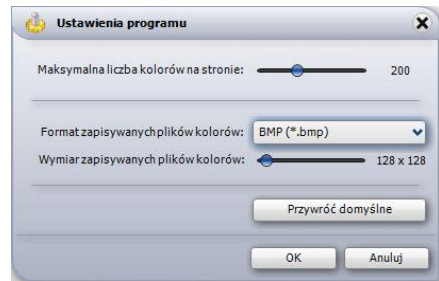 Ustawienia programu
Maksymalna liczba kolorów na stronie: 200
Format zapisywanych plików kolorów: BMP (*.bmp)
Wymiar zapisywanych plików kolorów: 128 x 128
Przywróć domyślne
OK Anuluj